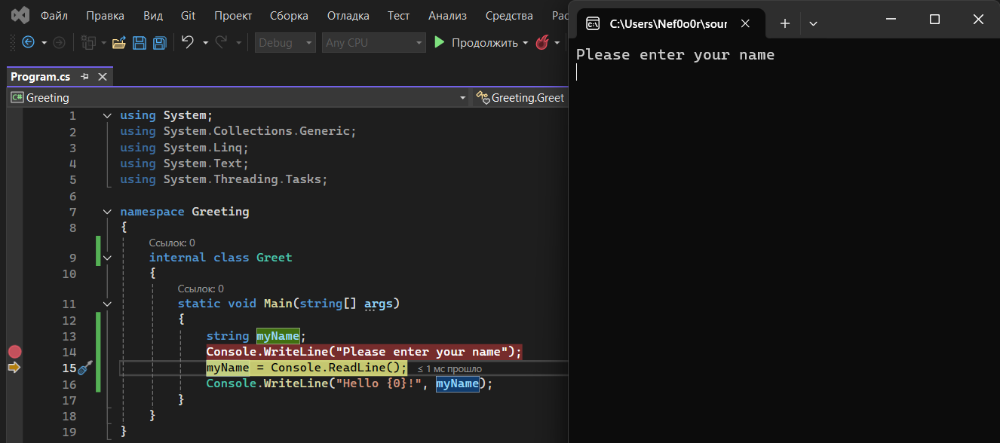 Файл Правка Вид Git Проект Сборка Отладка Тест Анализ Средства Рас
Debug Any CPU Продолжить
Program.cs
C# Greeting Greeting.Greet
1 using System;
2 using System.Collections.Generic;
3 using System.Linq;
4 using System.Text;
5 using System.Threading.Tasks;
6
7 namespace Greeting
8 {
Ссылок: 0
9 internal class Greet
10 {
Ссылок: 0
11 static void Main(string[] args)
12 {
13 string myName;
14 Console.WriteLine("Please enter your name");
15 myName = Console.ReadLine(); ≤ 1 мс прошло
16 Console.WriteLine("Hello {0}!", myName);
17 }
18 }
19 }
C:\Users\Nef0o0r\sour
Please enter your name